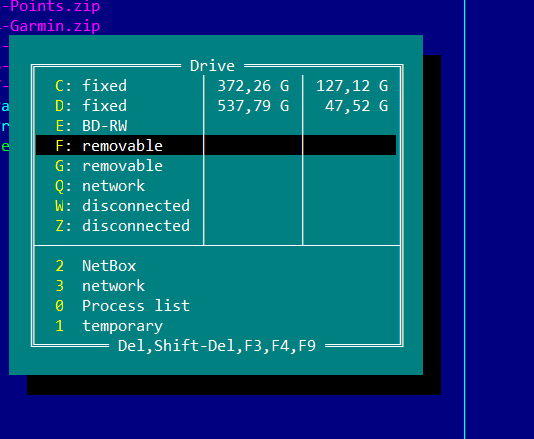 -Points.zip
-Garmin.zip
Drive
C: fixed 372,26 G 127,12 G
D: fixed 537,79 G 47,52 G
E: BD-RW
F: removable
G: removable
Q: network
W: disconnected
Z: disconnected
2 NetBox
3 network
0 Process list
1 temporary
Del,Shift-Del,F3,F4,F9